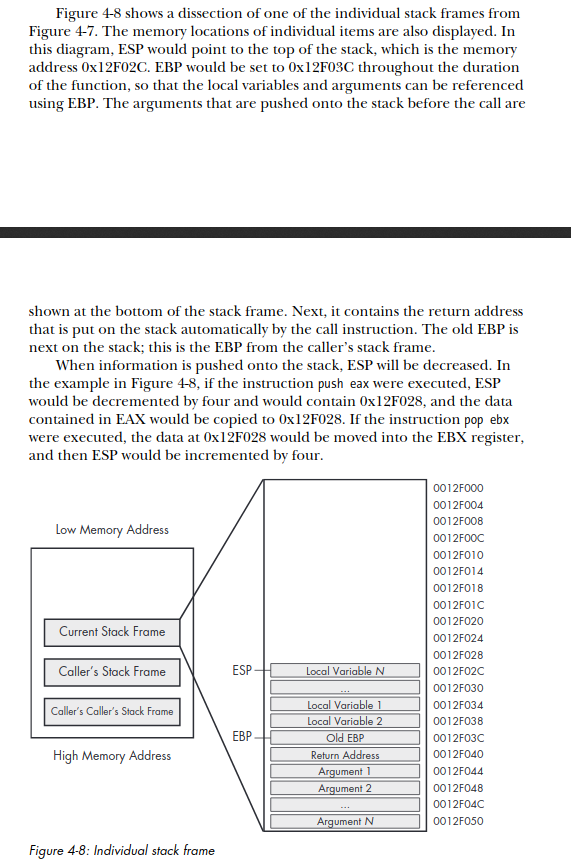 Figure 4-8 shows a dissection of one of the individual stack frames from
Figure 4-7. The memory locations of individual items are also displayed. In
this diagram, ESP would point to the top of the stack, which is the memory
address 0x12F02C. EBP would be set to 0x12F03C throughout the duration
of the function, so that the local variables and arguments can be referenced
using EBP. The arguments that are pushed onto the stack before the call are
shown at the bottom of the stack frame. Next, it contains the return address
that is put on the stack automatically by the call instruction. The old EBP is
next on the stack; this is the EBP from the caller's stack frame.
When information is pushed onto the stack, ESP will be decreased. In
the example in Figure 4-8, if the instruction push eax were executed, ESP
would be decremented by four and would contain 0x12F028, and the data
contained in EAX would be copied to 0x12F028. If the instruction pop ebx
were executed, the data at 0x12F028 would be moved into the EBX register,
and then ESP would be incremented by four.
Low Memory Address
Current Stack Frame
Caller's Stack Frame
Caller's Caller's Stack Frame
High Memory Address
0012F000
0012F004
0012F008
0012F00C
0012F010
0012F014
0012F018
0012F01C
0012F020
0012F024
0012F028
ESP Local Variable N 0012F02C
... 0012F030
Local Variable 1 0012F034
Local Variable 2 0012F038
EBP Old EBP 0012F03C
Return Address 0012F040
Argument 1 0012F044
Argument 2 0012F048
... 0012F04C
Argument N 0012F050
Figure 4-8: Individual stack frame